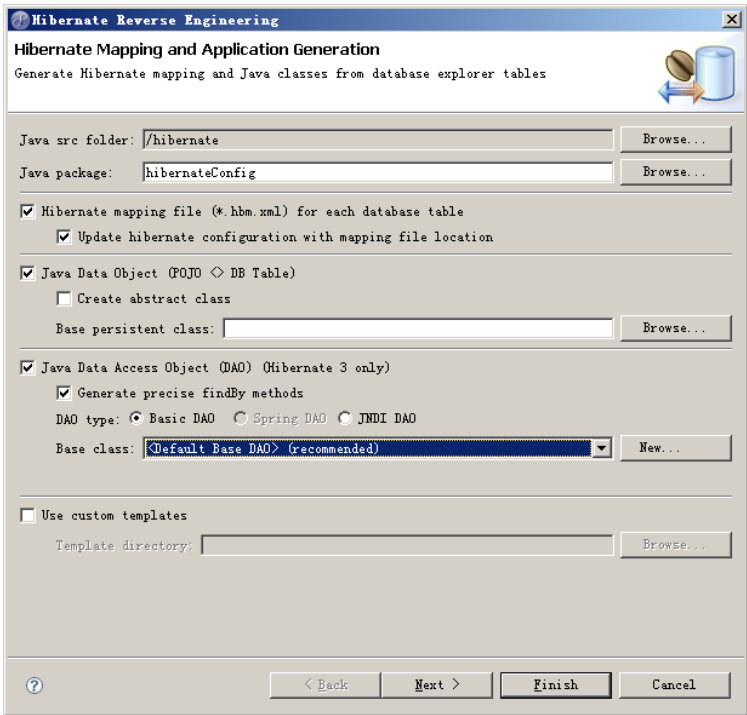 Hibernate Reverse Engineering
Hibernate Mapping and Application Generation
Generate Hibernate mapping and Java classes from database explorer tables
Java src folder: /hibernate Browse...
Java package: hibernateConfig Browse...
Hibernate mapping file (*.hbm.xml) for each database table
Update hibernate configuration with mapping file location
Java Data Object (POJO <> DB Table)
Create abstract class
Base persistent class: Browse...
Java Data Access Object (DAO) (Hibernate 3 only)
Generate precise findBy methods
DAO type: Basic DAO Spring DAO JNDI DAO
Base class: <Default Base DAO> (recommended) New...
Use custom templates
Template directory: Browse...
? < Back Next > Finish Cancel